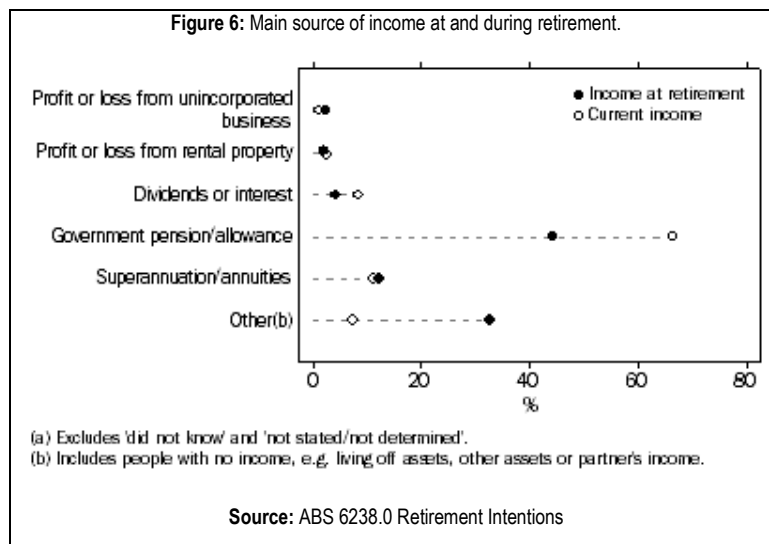 Figure 6: Main source of income at and during retirement.
Profit or loss from unincorporated
business
Profit or loss from rental property
Dividends or interest
Government pension/allowance
Superannuation/annuities
Other(b)
Income at retirement
Current income
0 20 40 60 80
%
(a) Excludes 'did not know' and 'not stated/not determined'.
(b) Includes people with no income, e.g. living off assets, other assets or partner's income.
Source: ABS 6238.0 Retirement Intentions